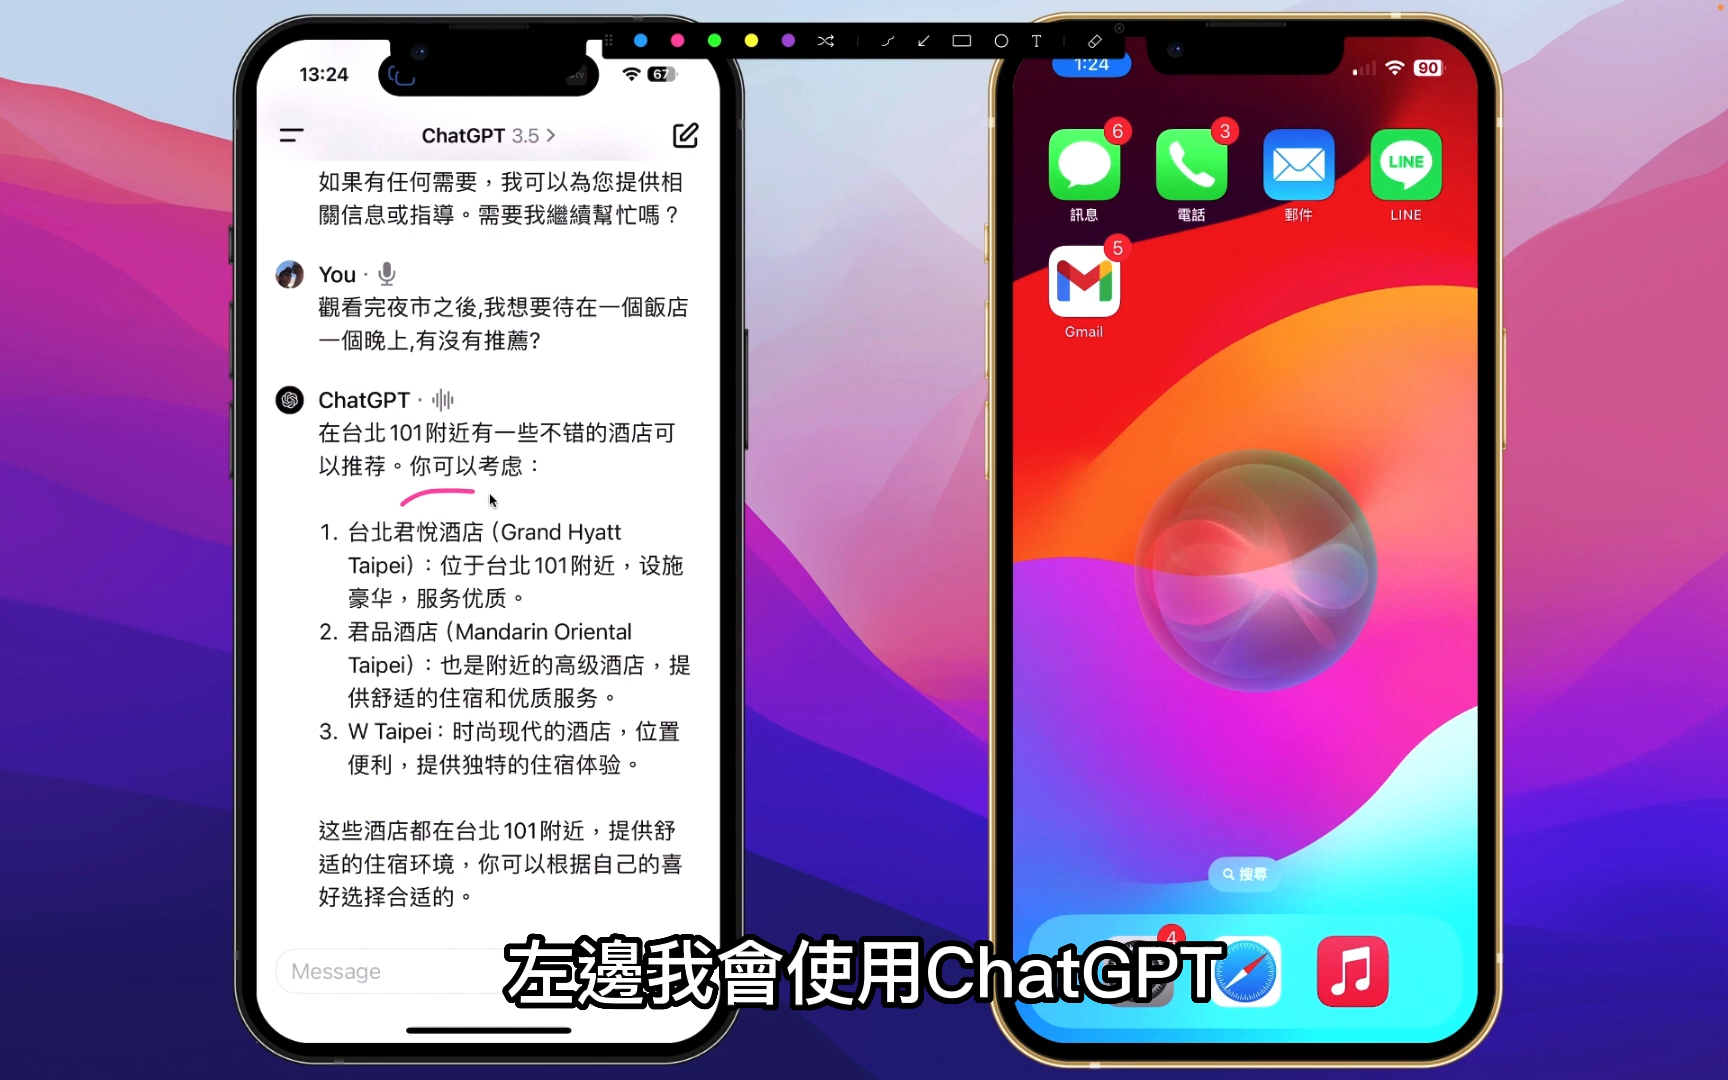 13:24
67
ChatGPT 3.5 >
如果有任何需要，我可以為您提供相
關信息或指導。需要我繼續幫忙嗎？
You
觀看完夜市之後,我想要待在一個飯店
一個晚上,有沒有推薦?
ChatGPT
在台北101附近有一些不错的酒店可
以推荐。你可以考虑：
1. 台北君悅酒店 (Grand Hyatt
Taipei)：位于台北101附近，设施
豪华，服务优质。
2. 君品酒店 (Mandarin Oriental
Taipei)：也是附近的高级酒店，提
供舒适的住宿和优质服务。
3. W Taipei：时尚现代的酒店，位置
便利，提供独特的住宿体验。
这些酒店都在台北101附近，提供舒
适的住宿环境，你可以根据自己的喜
好选择合适的。
Message
T
1:24
90
6
3
訊息
電話
郵件
LINE
LINE
5
Gmail
搜尋
4
左邊我會使用ChatGPT